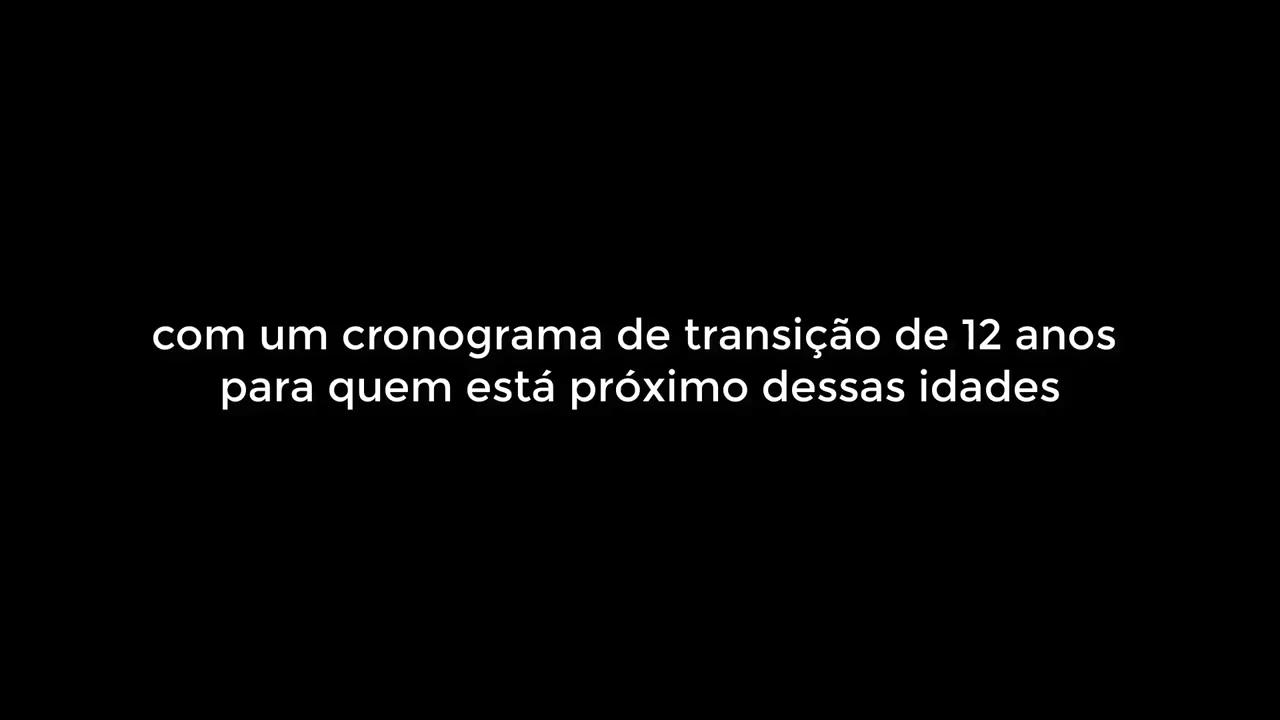 com um cronograma de transição de 12 anos
para quem está próximo dessas idades